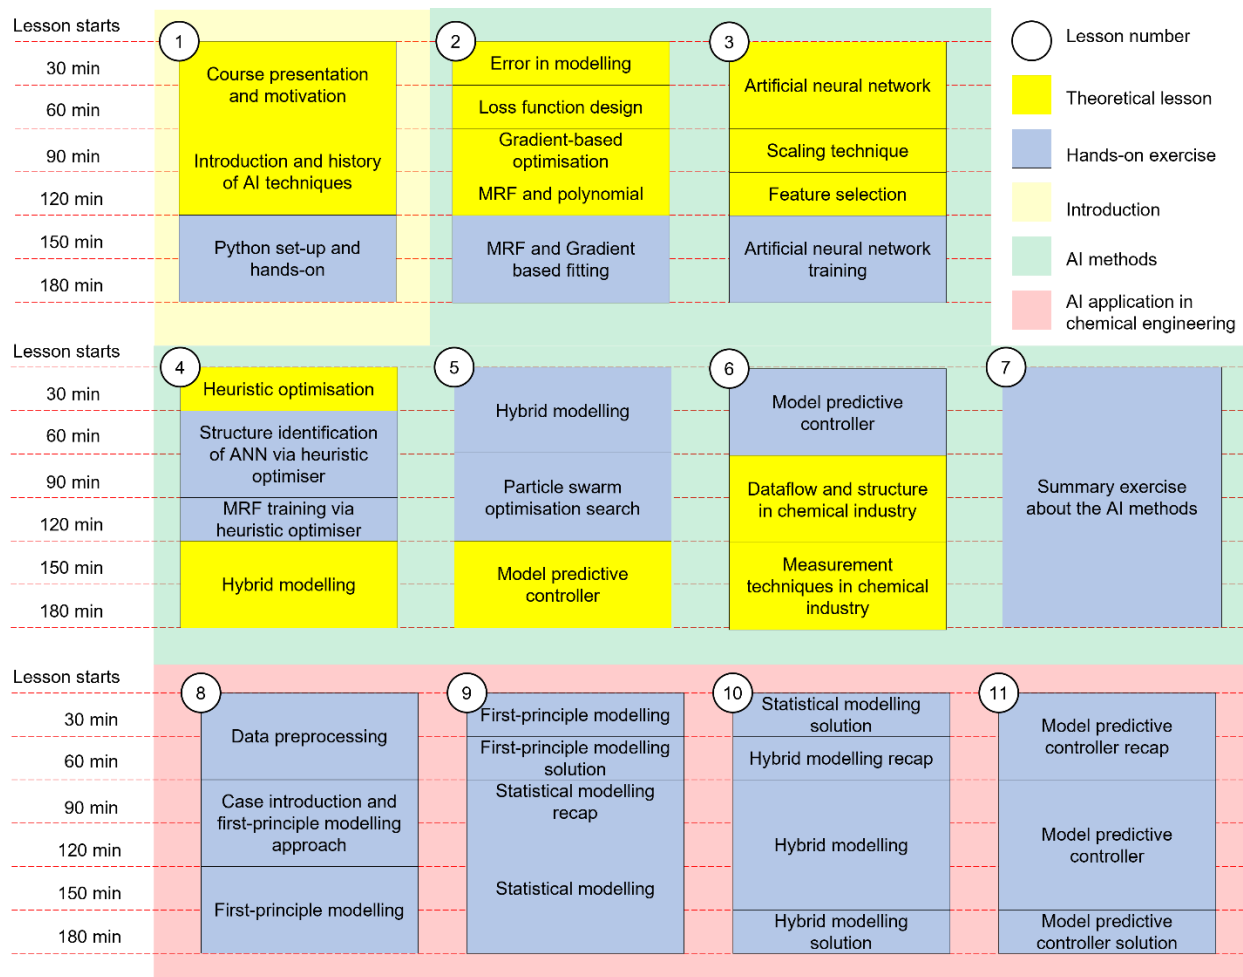 Lesson starts
30 min
60 min
90 min
120 min
150 min
180 min
1
Course presentation
and motivation
Introduction and history
of AI techniques
Python set-up and
hands-on
2
Error in modelling
Loss function design
Gradient-based
optimisation
MRF and polynomial
MRF and Gradient
based fitting
3
Artificial neural network
Scaling technique
Feature selection
Artificial neural network
training
Lesson number
Theoretical lesson
Hands-on exercise
Introduction
AI methods
AI application in
chemical engineering
Lesson starts
30 min
60 min
90 min
120 min
150 min
180 min
4
Heuristic optimisation
Structure identification
of ANN via heuristic
optimiser
MRF training via
heuristic optimiser
Hybrid modelling
5
Hybrid modelling
Particle swarm
optimisation search
Model predictive
controller
6
Model predictive
controller
Dataflow and structure
in chemical industry
Measurement
techniques in chemical
industry
7
Summary exercise
about the AI methods
Lesson starts
30 min
60 min
90 min
120 min
150 min
180 min
8
Data preprocessing
Case introduction and
first-principle modelling
approach
First-principle modelling
9
First-principle modelling
First-principle modelling
solution
Statistical modelling
recap
Statistical modelling
10
Statistical modelling
solution
Hybrid modelling recap
Hybrid modelling
Hybrid modelling
solution
11
Model predictive
controller recap
Model predictive
controller
Model predictive
controller solution